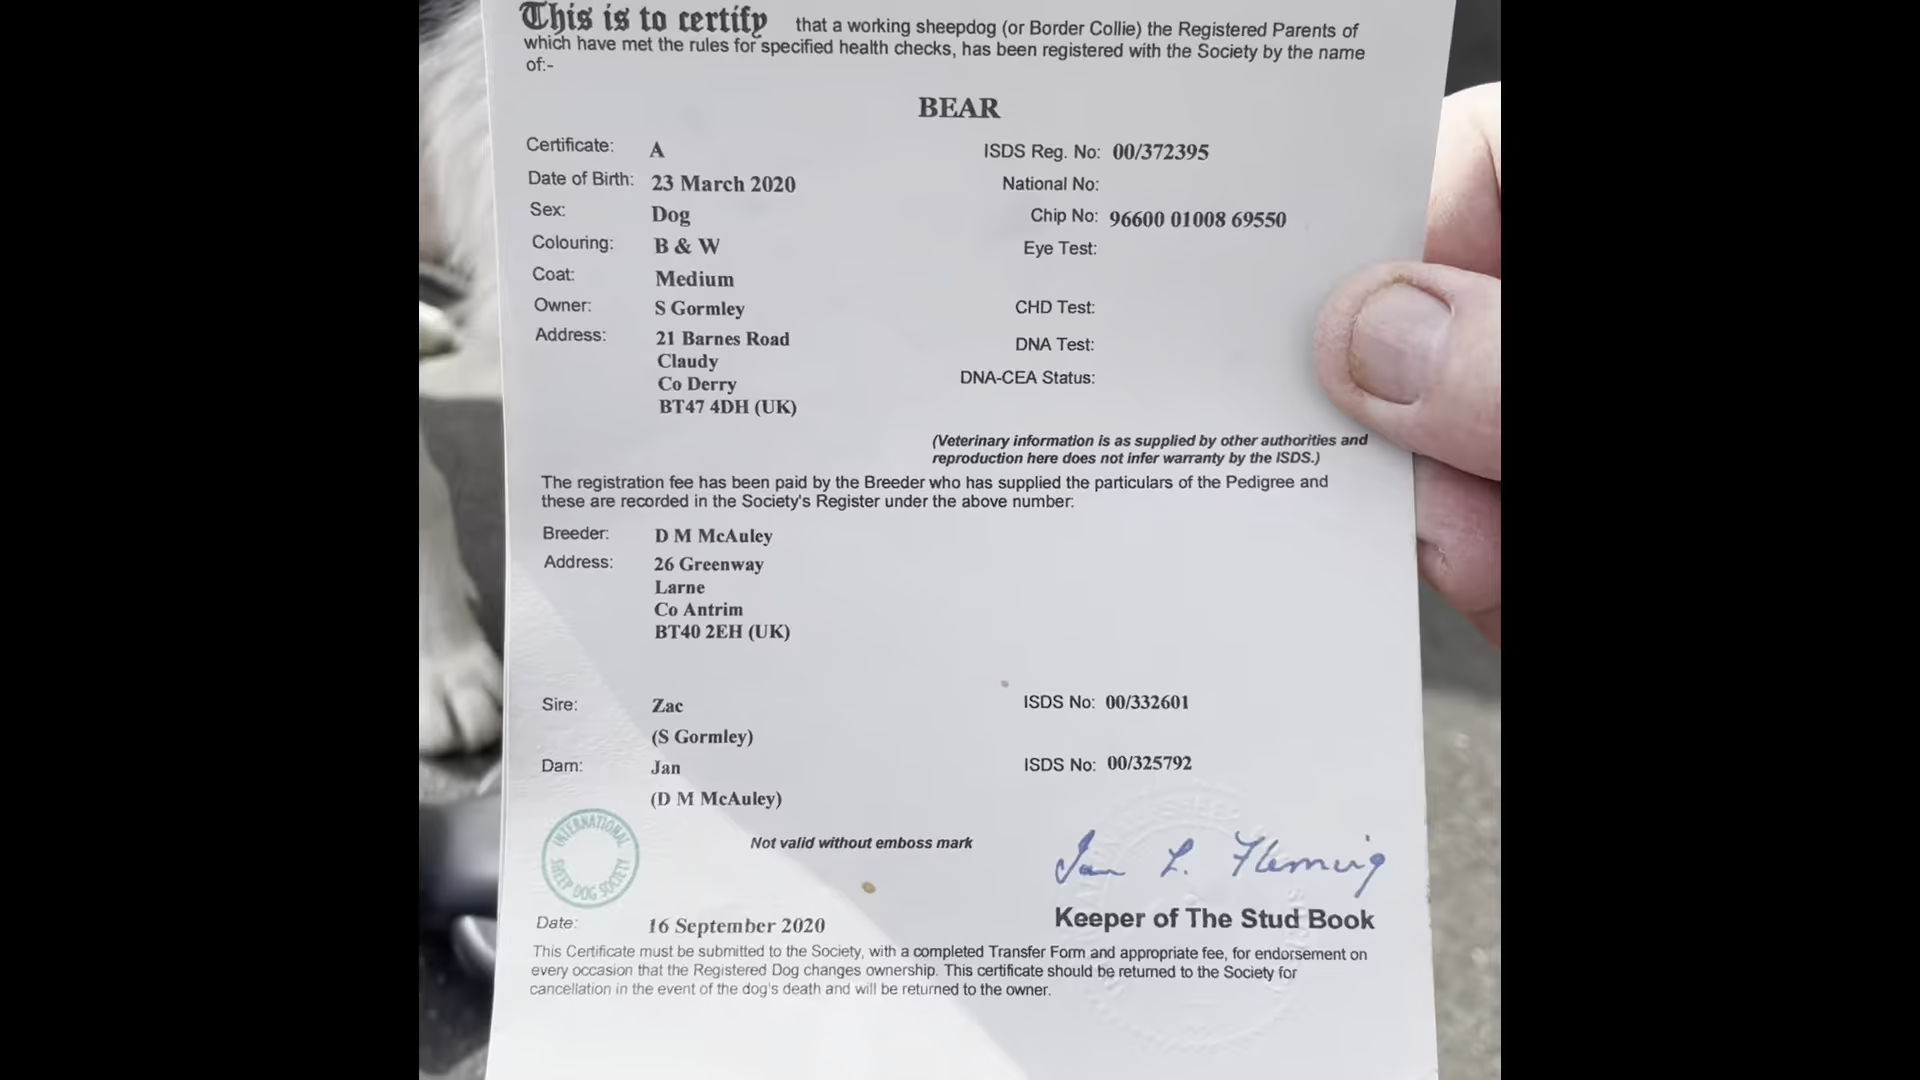 This is to certify that a working sheepdog (or Border Collie) the Registered Parents of
which have met the rules for specified health checks, has been registered with the Society by the name
of:-
BEAR
Certificate: A
ISDS Reg. No: 00/372395
Date of Birth: 23 March 2020
National No:
Sex: Dog
Chip No: 96600 01008 69550
Colouring: B & W
Eye Test:
Coat: Medium
Owner: S Gormley
CHD Test:
Address: 21 Barnes Road
DNA Test:
Claudy
Co Derry
DNA-CEA Status:
BT47 4DH (UK)
(Veterinary information is as supplied by other authorities and
reproduction here does not infer warranty by the ISDS.)
The registration fee has been paid by the Breeder who has supplied the particulars of the Pedigree and
these are recorded in the Society's Register under the above number:
Breeder: D M McAuley
Address: 26 Greenway
Larne
Co Antrim
BT40 2EH (UK)
Sire: Zac
ISDS No: 00/332601
(S Gormley)
Dam: Jan
ISDS No: 00/325792
(D M McAuley)
INTERNATIONAL
SHEEP DOG SOCIETY
Not valid without emboss mark
Ian L. Fleming
Keeper of The Stud Book
Date: 16 September 2020
This Certificate must be submitted to the Society, with a completed Transfer Form and appropriate fee, for endorsement on
every occasion that the Registered Dog changes ownership. This certificate should be returned to the Society for
cancellation in the event of the dog's death and will be returned to the owner.